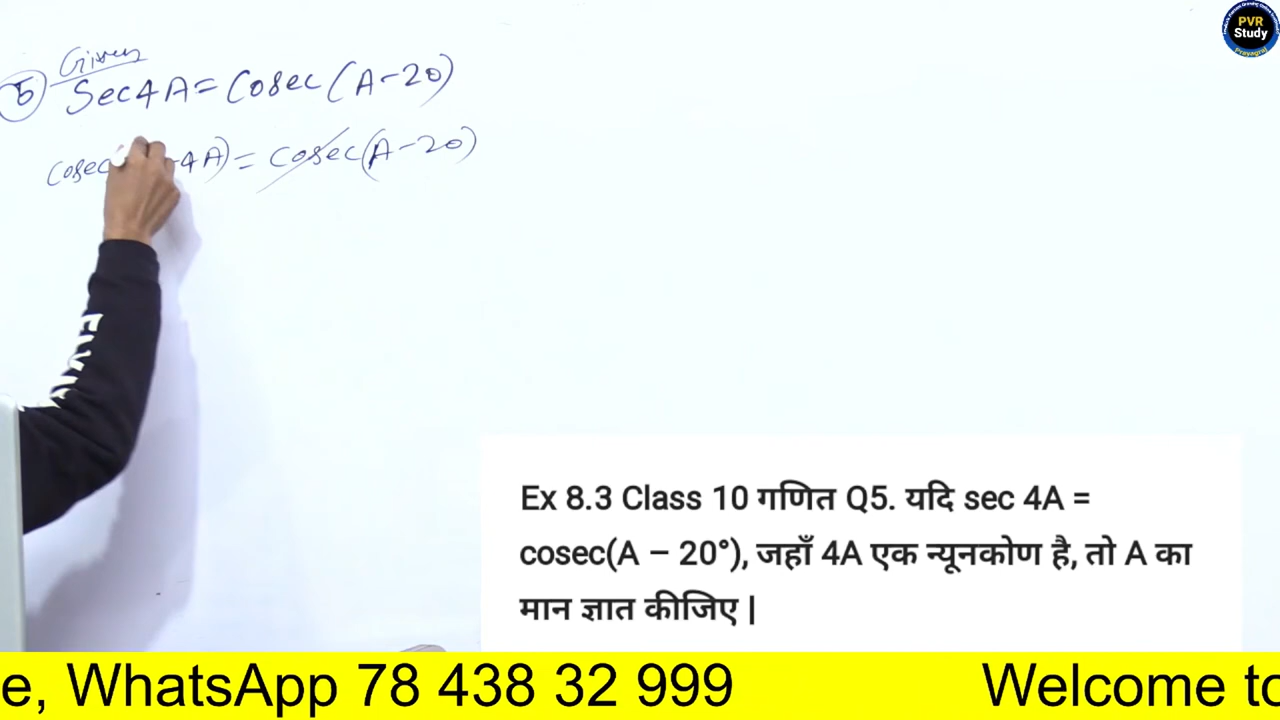 PVR
Study
Prayagraj
Given
5 Sec4A = Cosec(A-20)
cosec -4A) = cosec(A-20)
Ex 8.3 Class 10 गणित Q5. यदि sec 4A =
cosec(A – 20°), जहाँ 4A एक न्यूनकोण है, तो A का
मान ज्ञात कीजिए |
e, WhatsApp 78 438 32 999 Welcome to